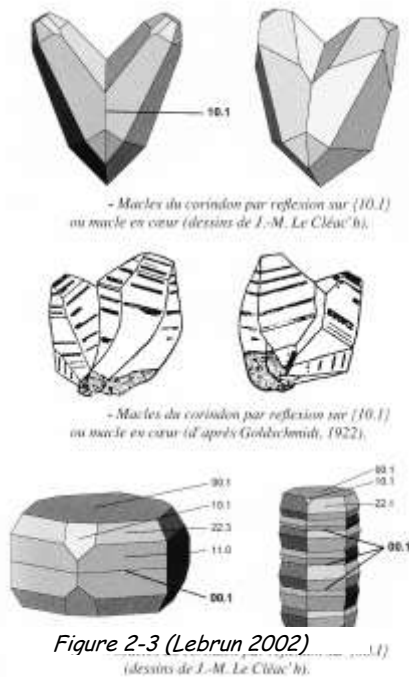 10.1
- Macles du corindon par reflexion sur {10.1}
ou macle en cœur (dessins de J.-M. Le Cléac'h).
- Macles du corindon par reflexion sur {10.1}
ou macle en cœur (d'après Goldschmidt, 1922).
00.1
10.1
22.3
11.0
00.1
00.1
10.1
22.1
00.1
Figure 2-3 (Lebrun 2002)
(dessins de J.-M. Le Cléac'h).